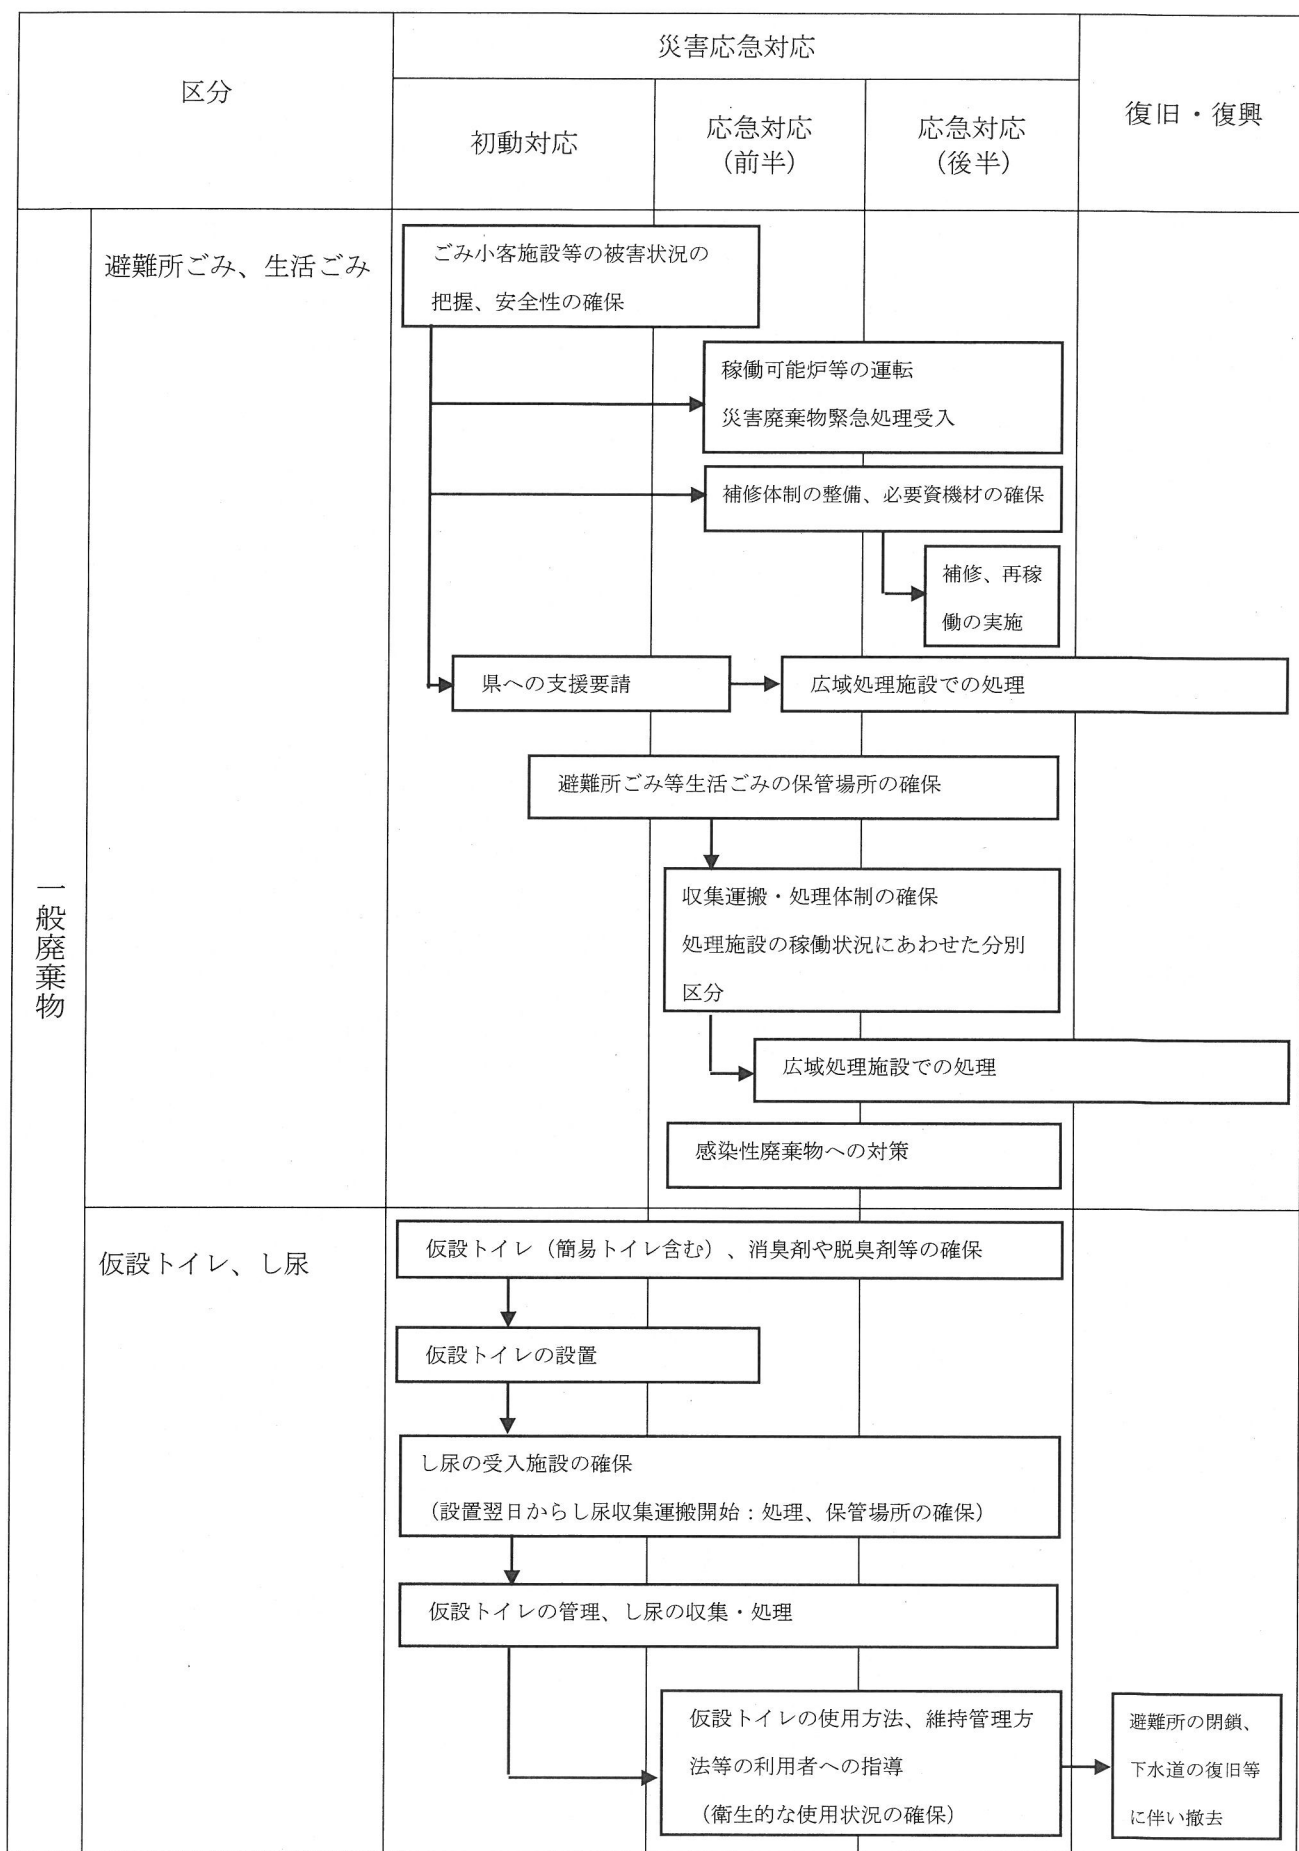 区分
災害応急対応
復旧・復興
初動対応
応急対応
(前半)
応急対応
(後半)
一般廃棄物
避難所ごみ、生活ごみ
ごみ小客施設等の被害状況の
把握、安全性の確保
稼働可能炉等の運転
災害廃棄物緊急処理受入
補修体制の整備、必要資機材の確保
補修、再稼
働の実施
県への支援要請
広域処理施設での処理
避難所ごみ等生活ごみの保管場所の確保
収集運搬・処理体制の確保
処理施設の稼働状況にあわせた分別
区分
広域処理施設での処理
感染性廃棄物への対策
仮設トイレ、し尿
仮設トイレ（簡易トイレ含む）、消臭剤や脱臭剤等の確保
仮設トイレの設置
し尿の受入施設の確保
（設置翌日からし尿収集運搬開始：処理、保管場所の確保）
仮設トイレの管理、し尿の収集・処理
仮設トイレの使用方法、維持管理方
法等の利用者への指導
（衛生的な使用状況の確保）
避難所の閉鎖、
下水道の復旧等
に伴い撤去